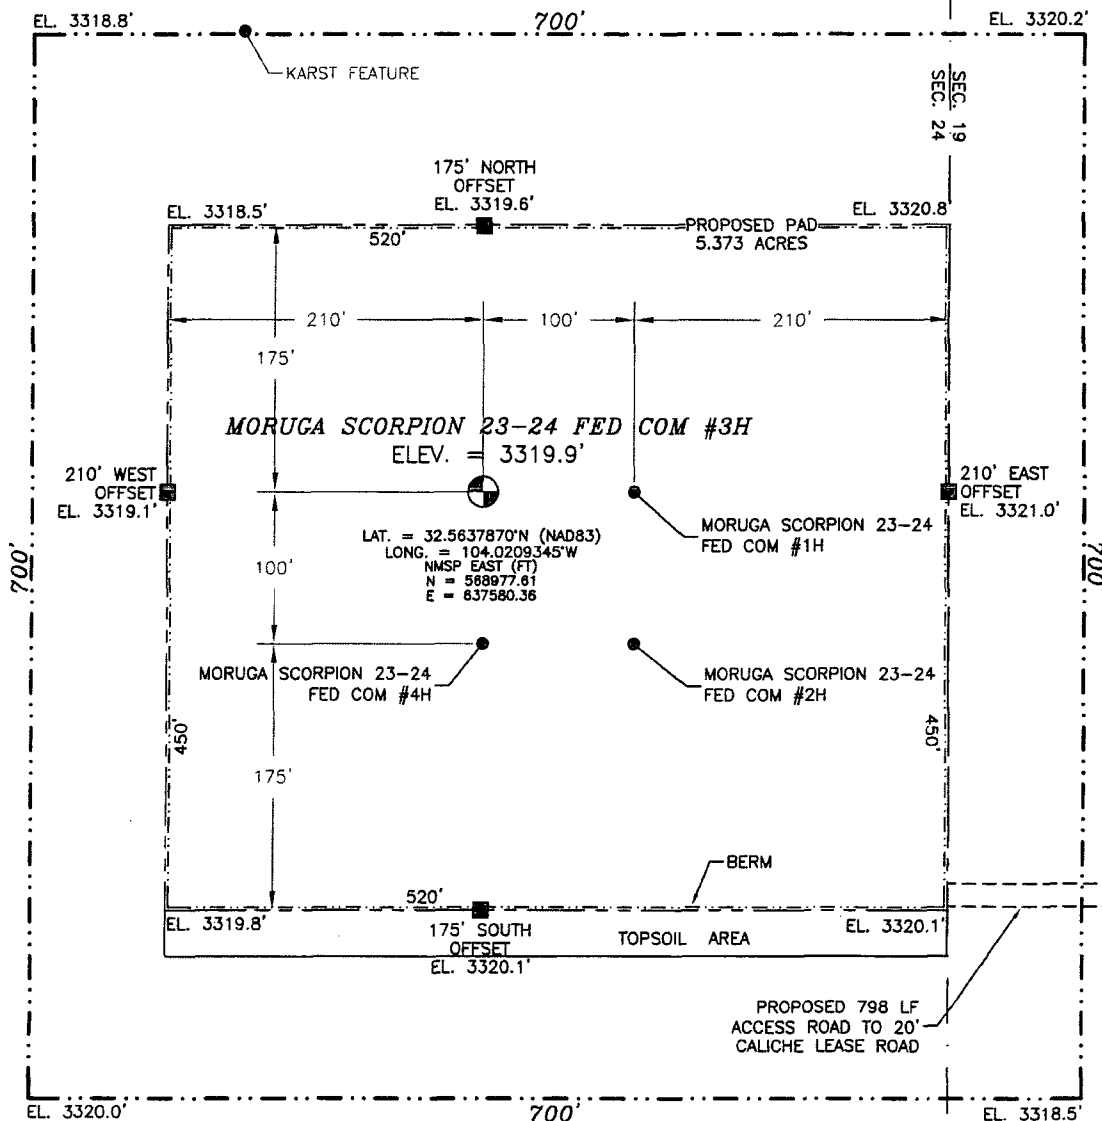 EL. 3318.8'
700'
EL. 3320.2'
KARST FEATURE
SEC. 19
SEC. 24
175' NORTH
OFFSET
EL. 3319.6'
EL. 3318.5'
EL. 3320.8'
520'
PROPOSED PAD
5.373 ACRES
210'
100'
210'
175'
MORUGA SCORPION 23-24 FED COM #3H
ELEV. = 3319.9'
210' WEST
OFFSET
EL. 3319.1'
210' EAST
OFFSET
EL. 3321.0'
MORUGA SCORPION 23-24
FED COM #1H
LAT. = 32.5637870°N (NAD83)
LONG. = 104.0209345°W
NMSP EAST (FT)
N = 568977.61
E = 637580.36
700'
100'
700'
MORUGA SCORPION 23-24
FED COM #4H
MORUGA SCORPION 23-24
FED COM #2H
450'
450'
175'
BERM
520'
EL. 3319.8'
175' SOUTH
OFFSET
EL. 3320.1'
TOPSOIL AREA
EL. 3320.1'
PROPOSED 798 LF
ACCESS ROAD TO 20'
CALICHE LEASE ROAD
EL. 3320.0'
700'
EL. 3318.5'